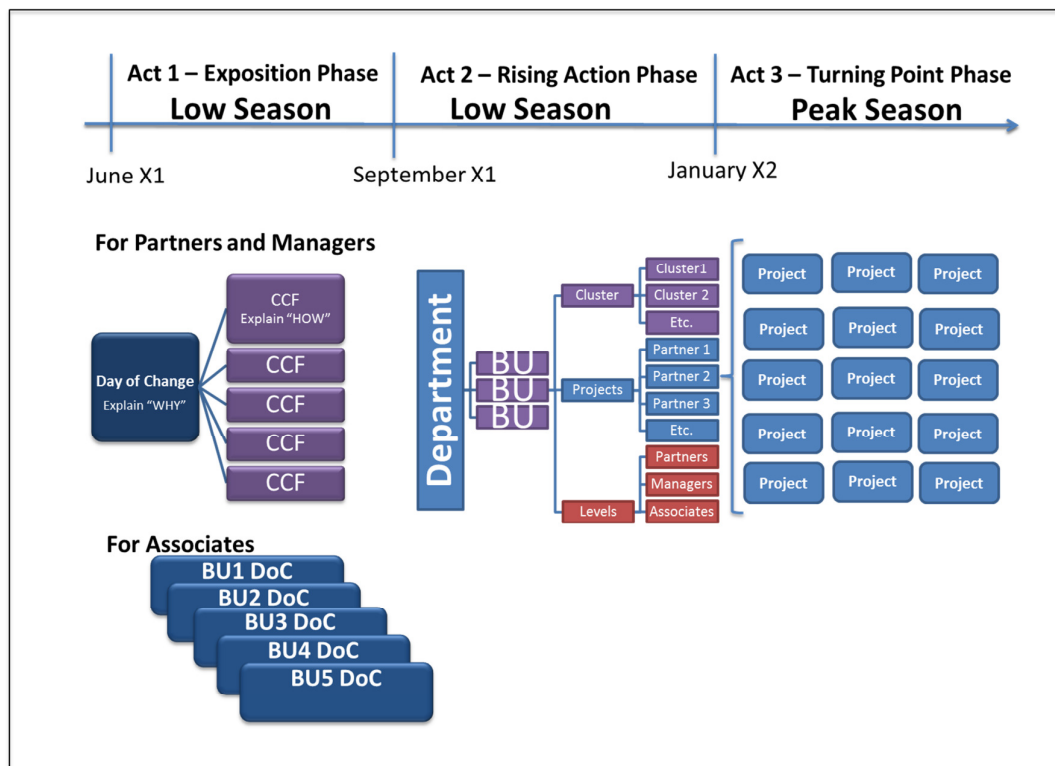 Act 1 – Exposition Phase
Low Season
Act 2 – Rising Action Phase
Low Season
Act 3 – Turning Point Phase
Peak Season
June X1
September X1
January X2
For Partners and Managers
Day of Change
Explain "WHY"
CCF
Explain "HOW"
CCF
CCF
CCF
CCF
For Associates
BU1 DoC
BU2 DoC
BU3 DoC
BU4 DoC
BU5 DoC
Department
BU
BU
BU
Cluster
Cluster1
Cluster 2
Etc.
Projects
Partner 1
Partner 2
Partner 3
Etc.
Levels
Partners
Managers
Associates
Project Project Project
Project Project Project
Project Project Project
Project Project Project
Project Project Project